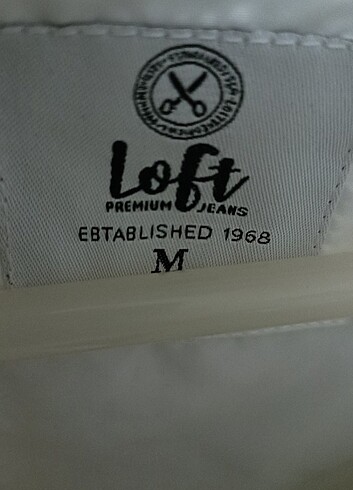 Loft
PREMIUM JEANS
EBTABLISHED 1968
M